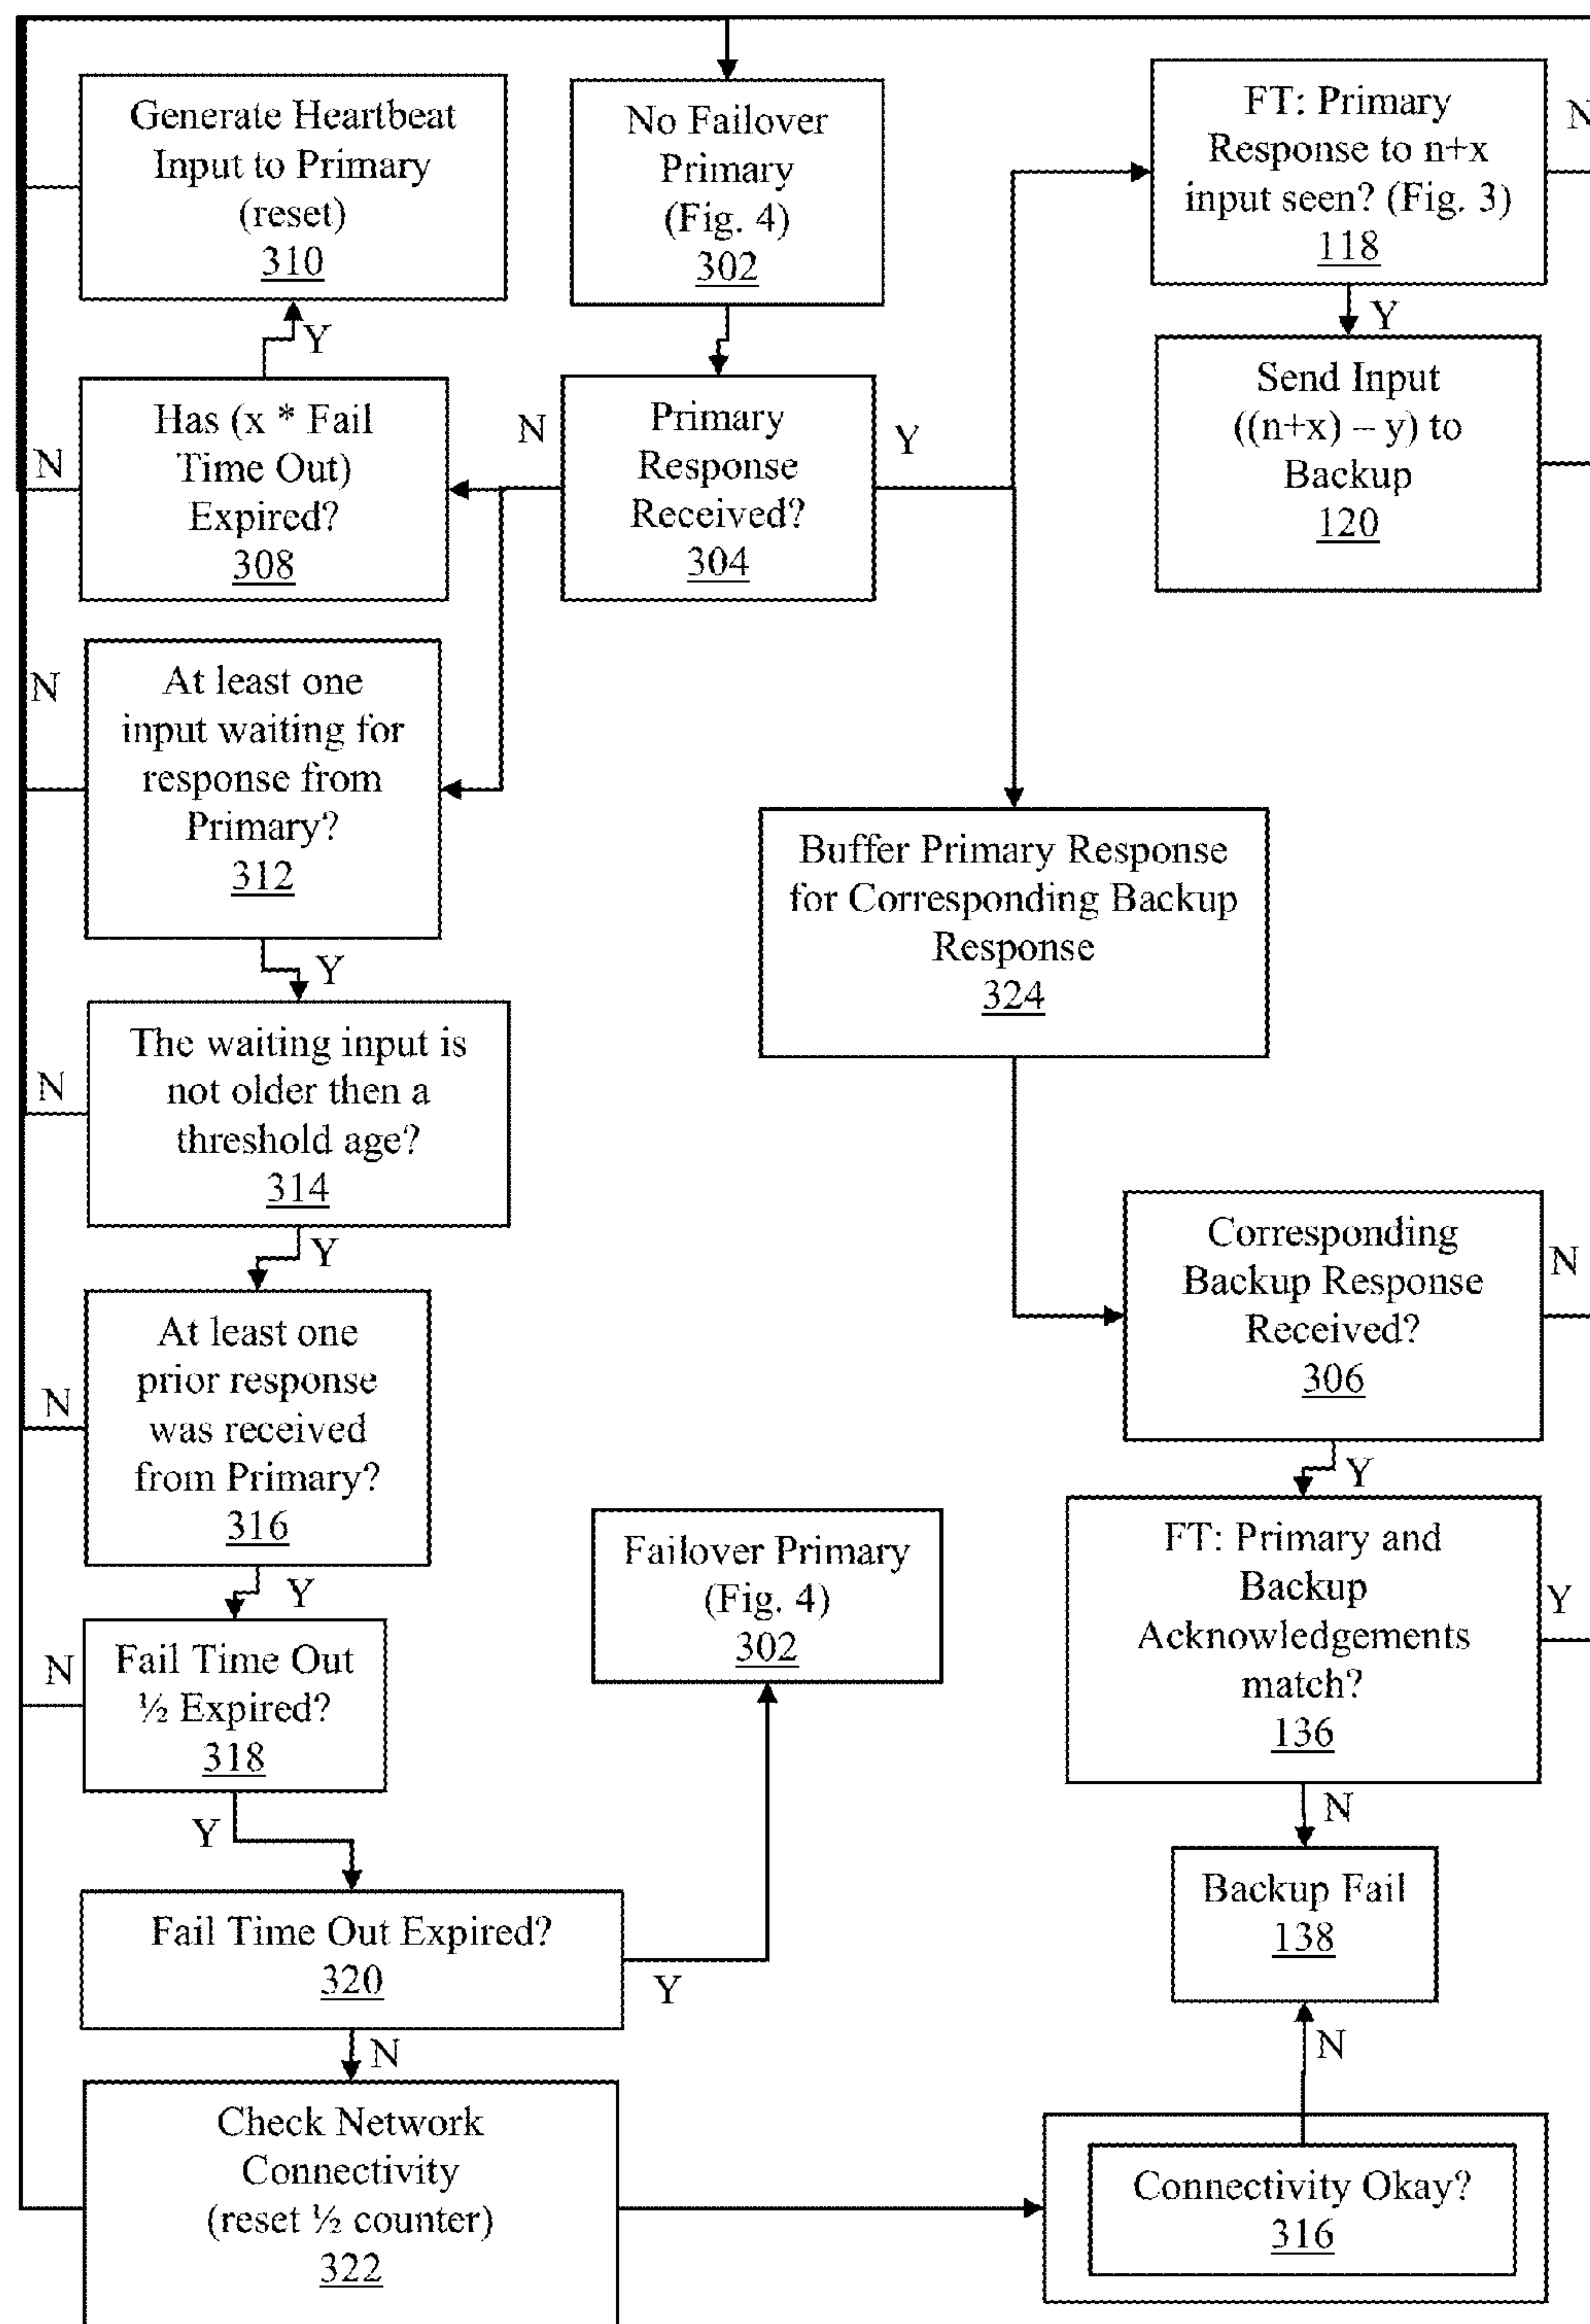 Generate Heartbeat
Input to Primary
(reset)
310
No Failover
Primary
(Fig. 4)
302
FT: Primary
Response to n+x
input seen? (Fig. 3)
118
N
Y
Y
Send Input
((n+x) – y) to
Backup
120
Has (x * Fail
Time Out)
Expired?
308
N
N
Primary
Response
Received?
304
Y
At least one
input waiting for
response from
Primary?
312
N
Y
Buffer Primary Response
for Corresponding Backup
Response
324
The waiting input is
not older then a
threshold age?
314
N
Y
Corresponding
Backup Response
Received?
306
N
Y
At least one
prior response
was received
from Primary?
316
N
Y
Failover Primary
(Fig. 4)
302
FT: Primary and
Backup
Acknowledgements
match?
136
Y
N
Fail Time Out
½ Expired?
318
N
Y
Backup Fail
138
Fail Time Out Expired?
320
Y
N
N
Check Network
Connectivity
(reset ½ counter)
322
Connectivity Okay?
316